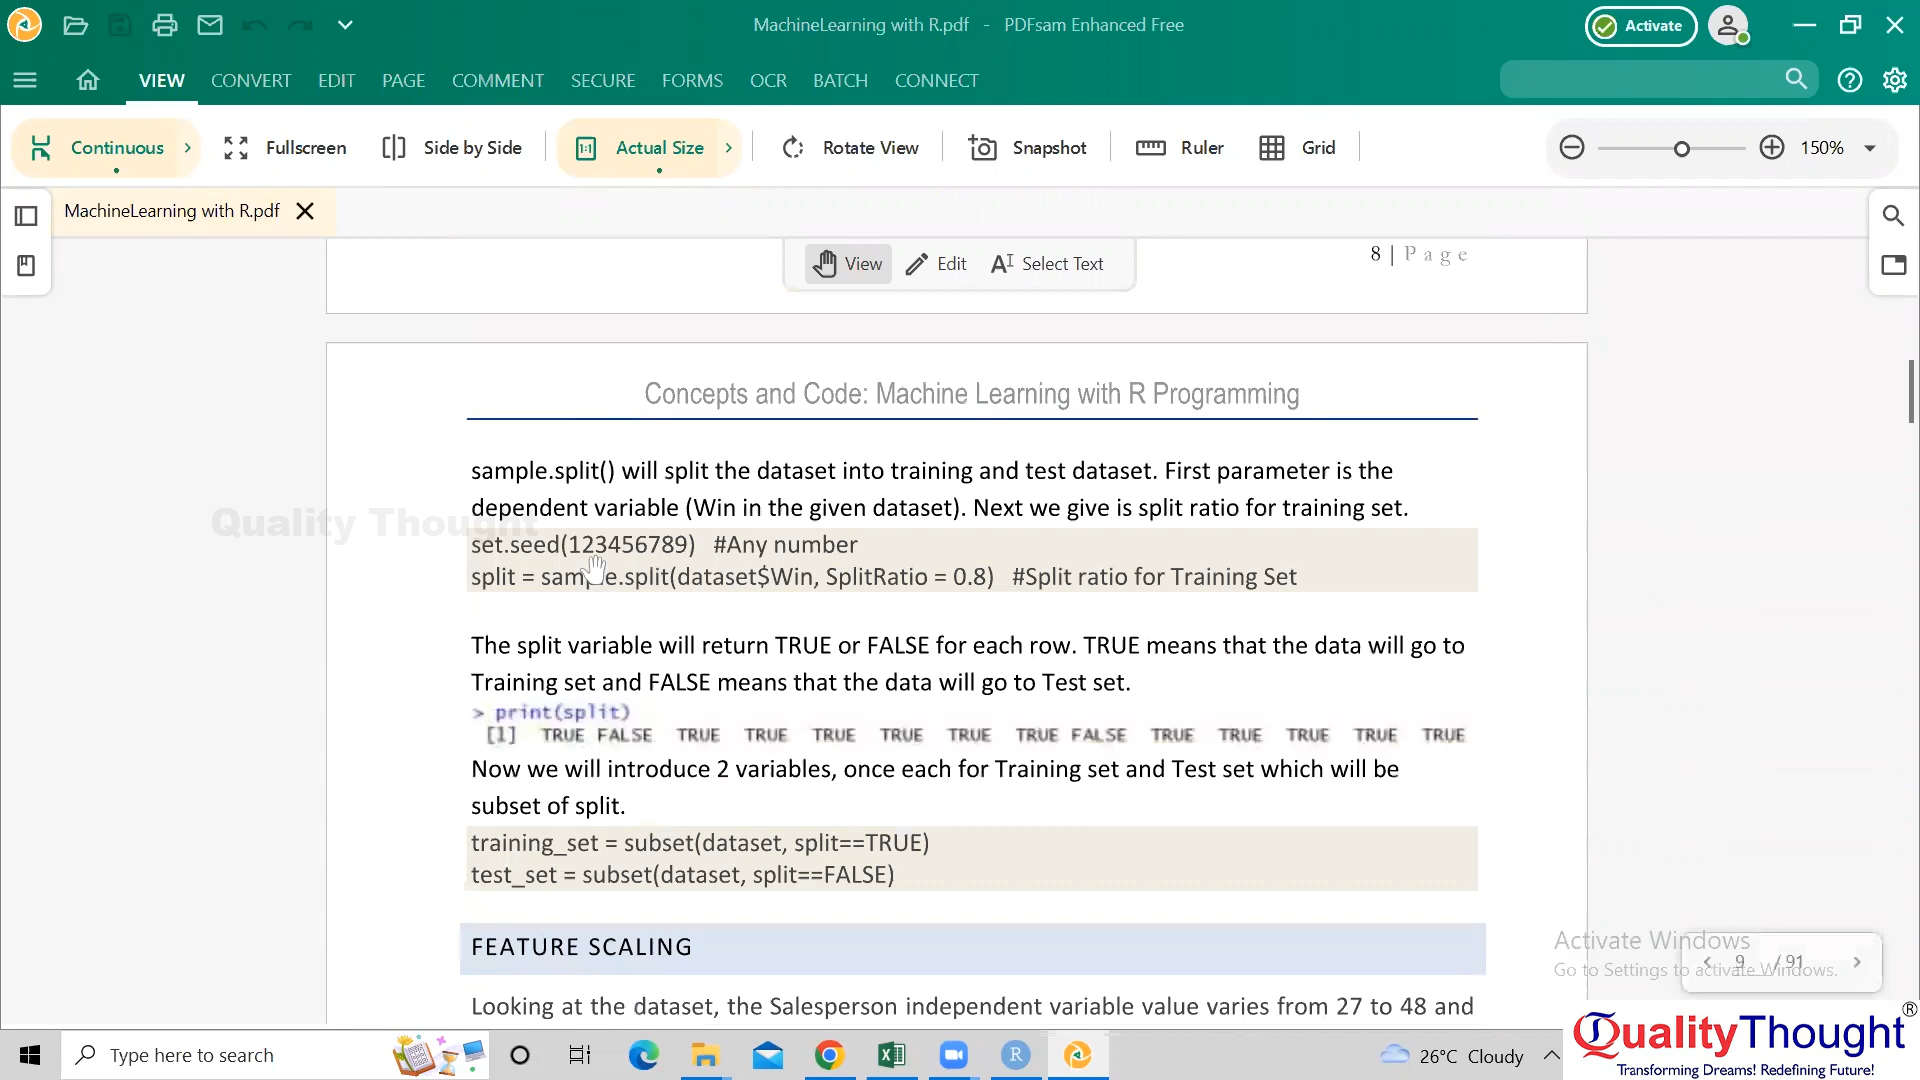 MachineLearning with R.pdf - PDFsam Enhanced Free
Activate
VIEW CONVERT EDIT PAGE COMMENT SECURE FORMS OCR BATCH CONNECT
Continuous Fullscreen Side by Side Actual Size Rotate View Snapshot Ruler Grid 150%
MachineLearning with R.pdf
View Edit Select Text
8 | Page
Concepts and Code: Machine Learning with R Programming
sample.split() will split the dataset into training and test dataset. First parameter is the
dependent variable (Win in the given dataset). Next we give is split ratio for training set.
Quality Thought
set.seed(123456789) #Any number
split = sample.split(dataset$Win, SplitRatio = 0.8) #Split ratio for Training Set
The split variable will return TRUE or FALSE for each row. TRUE means that the data will go to
Training set and FALSE means that the data will go to Test set.
> print(split)
[1] TRUE FALSE TRUE TRUE TRUE TRUE TRUE TRUE FALSE TRUE TRUE TRUE TRUE TRUE
Now we will introduce 2 variables, once each for Training set and Test set which will be
subset of split.
training_set = subset(dataset, split==TRUE)
test_set = subset(dataset, split==FALSE)
FEATURE SCALING
Looking at the dataset, the Salesperson independent variable value varies from 27 to 48 and
Activate Windows
Go to Settings to activate Windows.
9 / 91
Type here to search
26°C Cloudy
QualityThought®
Transforming Dreams! Redefining Future!